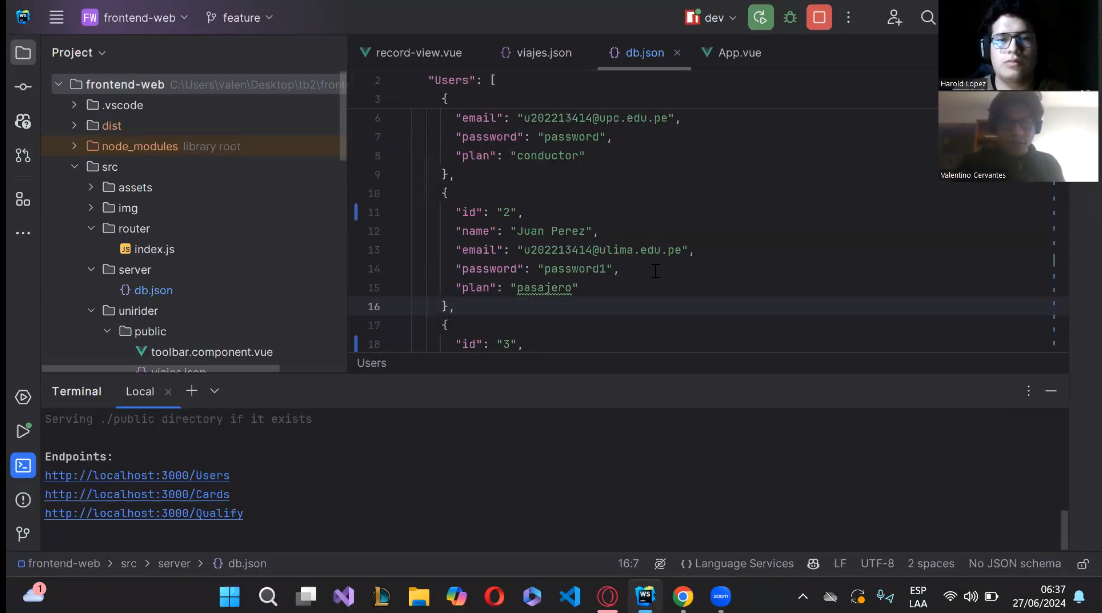 WS
FW frontend-web
feature
dev
Project
record-view.vue
viajes.json
db.json
App.vue
Harold Lopez
Valentino Cervantes
frontend-web C:\Users\valen\Desktop\tb2\front
.vscode
dist
node_modules library root
src
assets
img
router
JS index.js
server
db.json
unirider
public
toolbar.component.vue
viajes.json
2 "Users": [
3 {
6 "email": "u202213414@upc.edu.pe",
7 "password": "password",
8 "plan": "conductor"
9 },
10 {
11 "id": "2",
12 "name": "Juan Perez",
13 "email": "u202213414@ulima.edu.pe",
14 "password": "password1",
15 "plan": "pasajero"
16 },
17 {
18 "id": "3",
Users
Terminal
Local
Serving ./public directory if it exists
Endpoints:
http://localhost:3000/Users
http://localhost:3000/Cards
http://localhost:3000/Qualify
frontend-web > src > server > db.json
16:7
Language Services
LF
UTF-8
2 spaces
No JSON schema
1
WS
zoom
ESP
LAA
06:37
27/06/2024